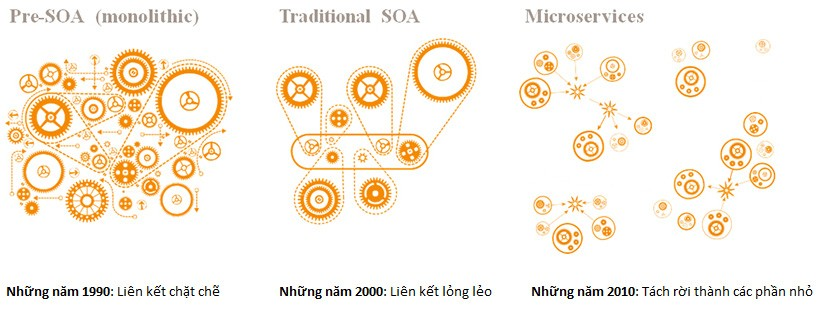 Pre-SOA (monolithic)
Traditional SOA
Microservices
Những năm 1990: Liên kết chặt chẽ
Những năm 2000: Liên kết lỏng lẻo
Những năm 2010: Tách rời thành các phần nhỏ